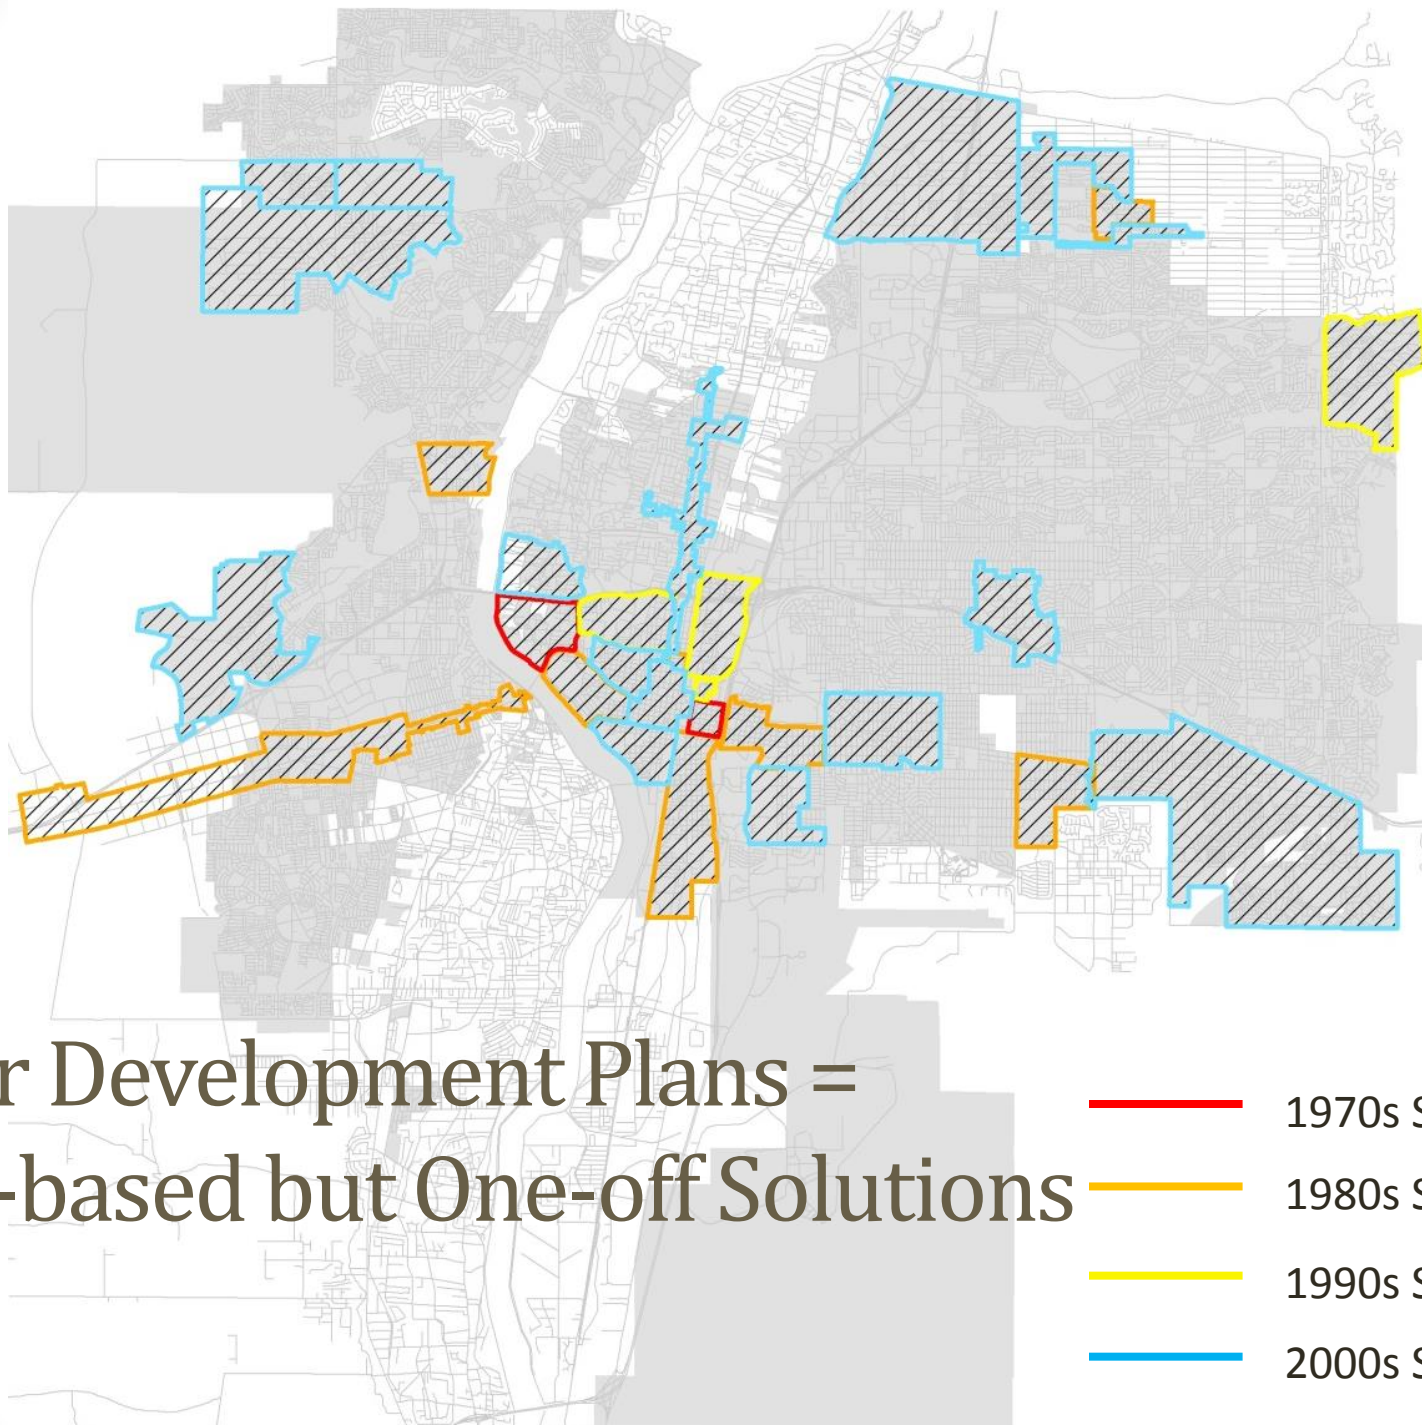 r Development Plans =
-based but One-off Solutions
1970s S
1980s S
1990s S
2000s S